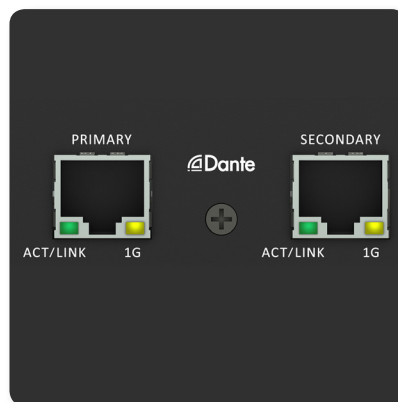 PRIMARY
SECONDARY
Dante
ACT/LINK 1G
ACT/LINK 1G